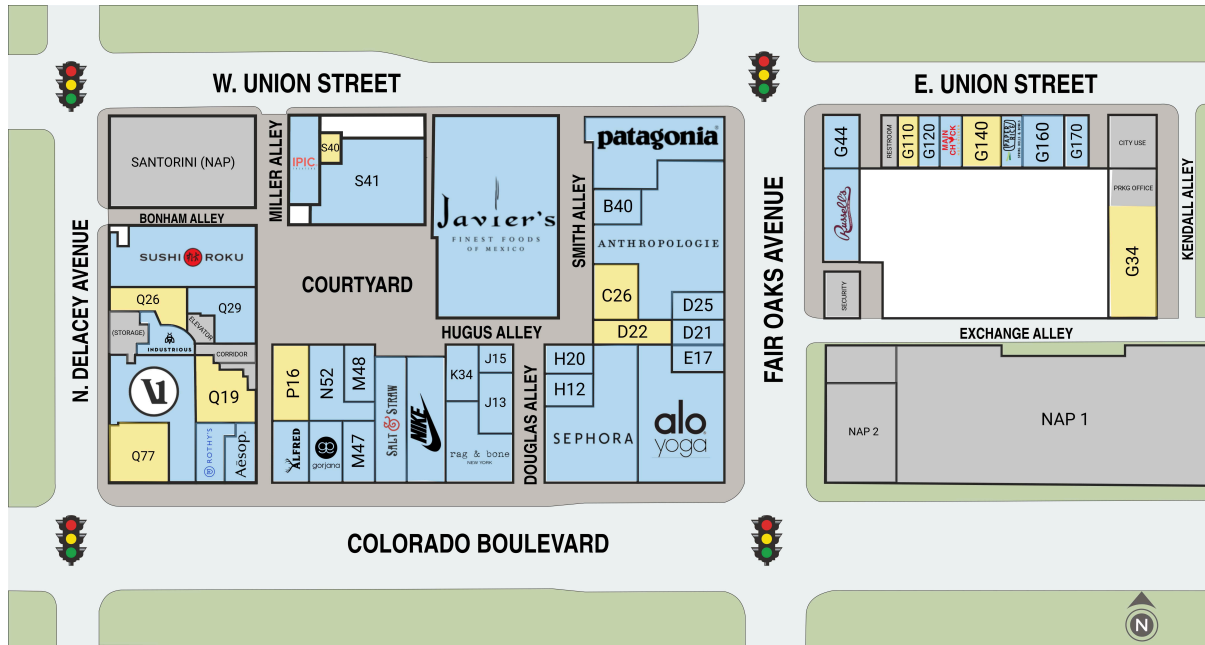 W. UNION STREET
E. UNION STREET
SANTORINI (NAP)
MILLER ALLEY
IPIC
S40
S41
Javier's
FINEST FOODS
OF MEXICO
patagonia®
SMITH ALLEY
B40
ANTHROPOLOGIE
FAIR OAKS AVENUE
G44
RESTROOM
G110
G120
MAIN
CHICK
G140
G160
G170
CITY USE
PRKG OFFICE
KENDALL ALLEY
Russell's
G34
SECURITY
EXCHANGE ALLEY
BONHAM ALLEY
N. DELACEY AVENUE
SUSHI ROKU
COURTYARD
Q26
Q29
ELEVATOR
(STORAGE)
INDUSTRIOUS
CORRIDOR
C26
D25
D22
D21
HUGUS ALLEY
E17
P16
N52
M48
SALT & STRAW
NIKE
K34
J15
J13
DOUGLAS ALLEY
H20
H12
V
Q19
Q77
ROTHY'S
Aēsop.
ALFRED
gg
gorjana
M47
rag & bone
NEW YORK
SEPHORA
alo
yoga
NAP 2
NAP 1
COLORADO BOULEVARD
N